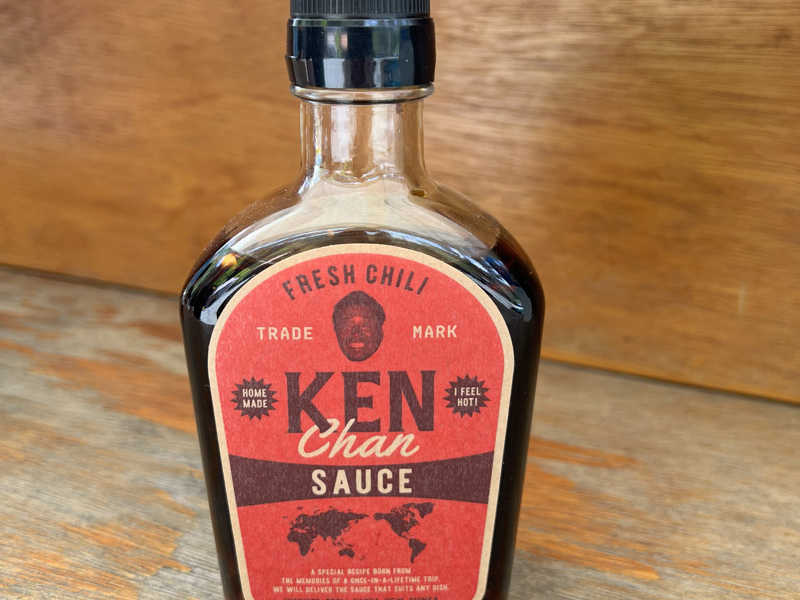 FRESH CHILI
TRADE MARK
HOME
MADE
KEN
I FEEL
HOT!
Chan
SAUCE
A SPECIAL RECIPE BORN FROM
THE MEMORIES OF A ONCE-IN-A-LIFETIME TRIP.
WE WILL DELIVER THE SAUCE THAT SUITS ANY DISH.